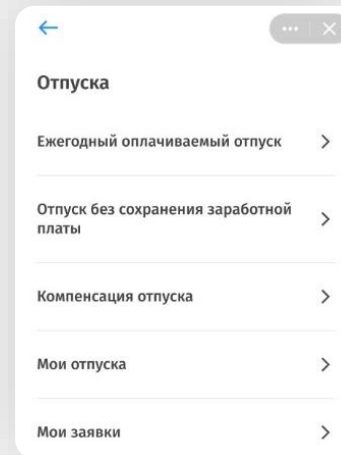 Отпуска
Ежегодный оплачиваемый отпуск
Отпуск без сохранения заработной
платы
Компенсация отпуска
Мои отпуска
Мои заявки